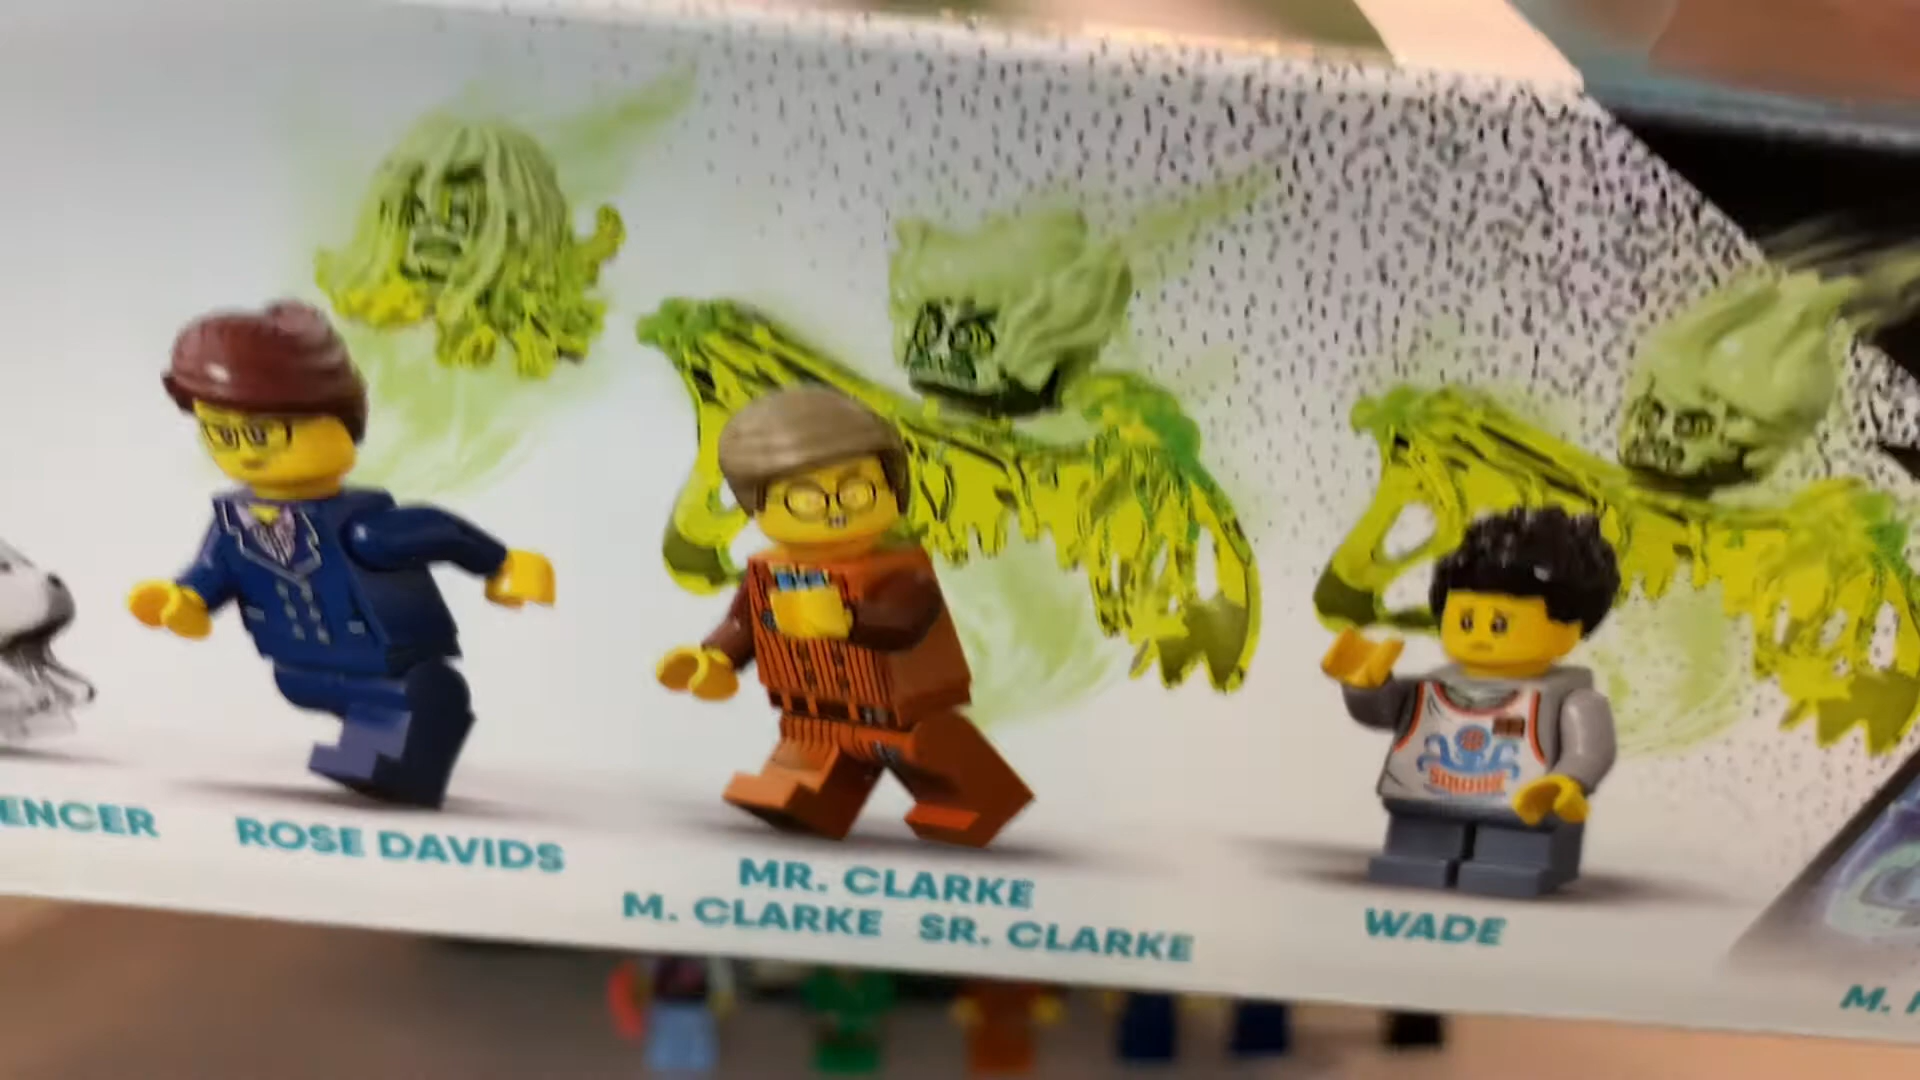 ENCER
ROSE DAVIDS
MR. CLARKE
M. CLARKE SR. CLARKE
WADE
M.